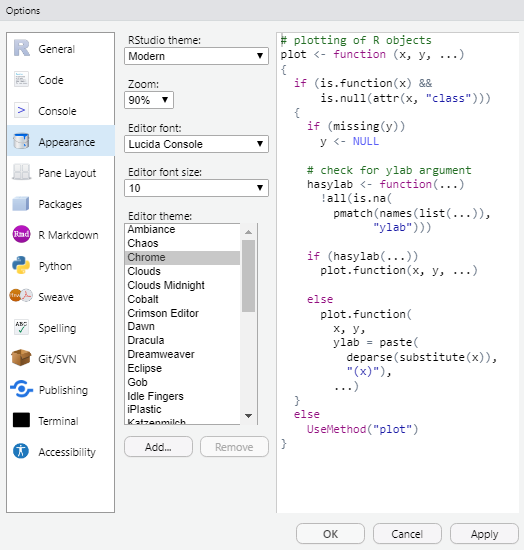 Options
General
Code
Console
Appearance
Pane Layout
Packages
Rmd
R Markdown
Python
Sweave
ABC
Spelling
Git/SVN
Publishing
Terminal
Accessibility
RStudio theme:
Modern
Zoom:
90%
Editor font:
Lucida Console
Editor font size:
10
Editor theme:
Ambiance
Chaos
Chrome
Clouds
Clouds Midnight
Cobalt
Crimson Editor
Dawn
Dracula
Dreamweaver
Eclipse
Gob
Idle Fingers
iPlastic
Katzenmilch
Add...
Remove
# plotting of R objects
plot <- function (x, y, ...)
{
  if (is.function(x) &&
      is.null(attr(x, "class")))
  {
    if (missing(y))
      y <- NULL
    # check for ylab argument
    hasylab <- function(...)
      !all(is.na(
        pmatch(names(list(...)),
              "ylab")))
    if (hasylab(...))
      plot.function(x, y, ...)
    else
      plot.function(
        x, y,
        ylab = paste(
          deparse(substitute(x)),
          "(x)"),
        ...)
  }
  else
    UseMethod("plot")
}
OK
Cancel
Apply